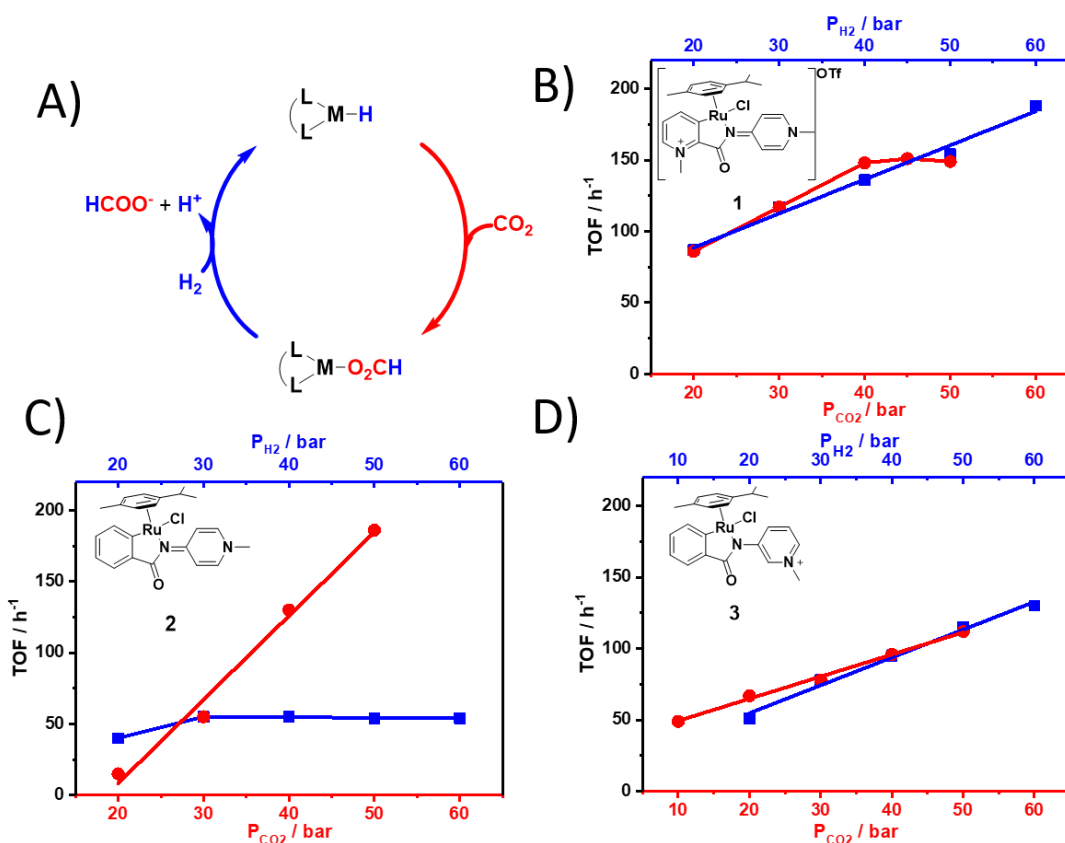 A)
L
M
H
L
HCOO⁻ + H⁺
CO₂
H₂
L
M
O₂CH
L
B)
P_H2 / bar
20 30 40 50 60
OTf
Ru
Cl
N
N
N
+
O
1
TOF / h⁻¹
200
150
100
50
0
20 30 40 50 60
P_CO2 / bar
C)
P_H2 / bar
20 30 40 50 60
Ru
Cl
N
N
O
2
TOF / h⁻¹
200
150
100
50
0
20 30 40 50 60
P_CO2 / bar
D)
P_H2 / bar
10 20 30 40 50 60
Ru
Cl
N
N
+
O
3
TOF / h⁻¹
200
150
100
50
0
10 20 30 40 50 60
P_CO2 / bar